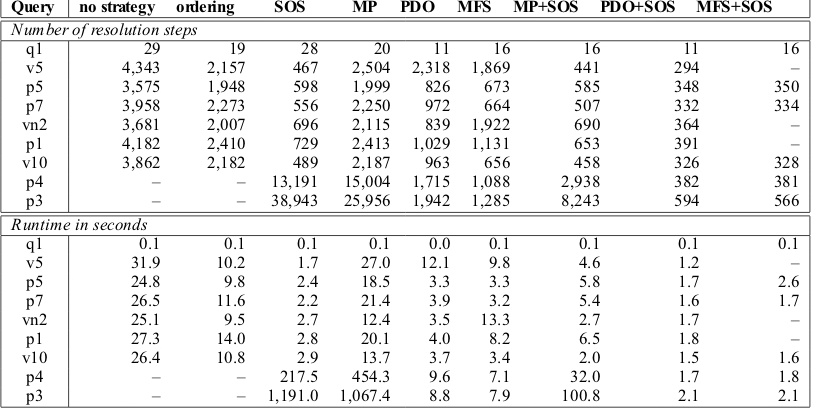 Query no strategy ordering SOS MP PDO MFS MP+SOS PDO+SOS MFS+SOS
Number of resolution steps
q1 29 19 28 20 11 16 16 11 16
v5 4,343 2,157 467 2,504 2,318 1,869 441 294 –
p5 3,575 1,948 598 1,999 826 673 585 348 350
p7 3,958 2,273 556 2,250 972 664 507 332 334
vn2 3,681 2,007 696 2,115 839 1,922 690 364 –
p1 4,182 2,410 729 2,413 1,029 1,131 653 391 –
v10 3,862 2,182 489 2,187 963 656 458 326 328
p4 – – 13,191 15,004 1,715 1,088 2,938 382 381
p3 – – 38,943 25,956 1,942 1,285 8,243 594 566
Runtime in seconds
q1 0.1 0.1 0.1 0.1 0.0 0.1 0.1 0.1 0.1
v5 31.9 10.2 1.7 27.0 12.1 9.8 4.6 1.2 –
p5 24.8 9.8 2.4 18.5 3.3 3.3 5.8 1.7 2.6
p7 26.5 11.6 2.2 21.4 3.9 3.2 5.4 1.6 1.7
vn2 25.1 9.5 2.7 12.4 3.5 13.3 2.7 1.7 –
p1 27.3 14.0 2.8 20.1 4.0 8.2 6.5 1.8 –
v10 26.4 10.8 2.9 13.7 3.7 3.4 2.0 1.5 1.6
p4 – – 217.5 454.3 9.6 7.1 32.0 1.7 1.8
p3 – – 1,191.0 1,067.4 8.8 7.9 100.8 2.1 2.1